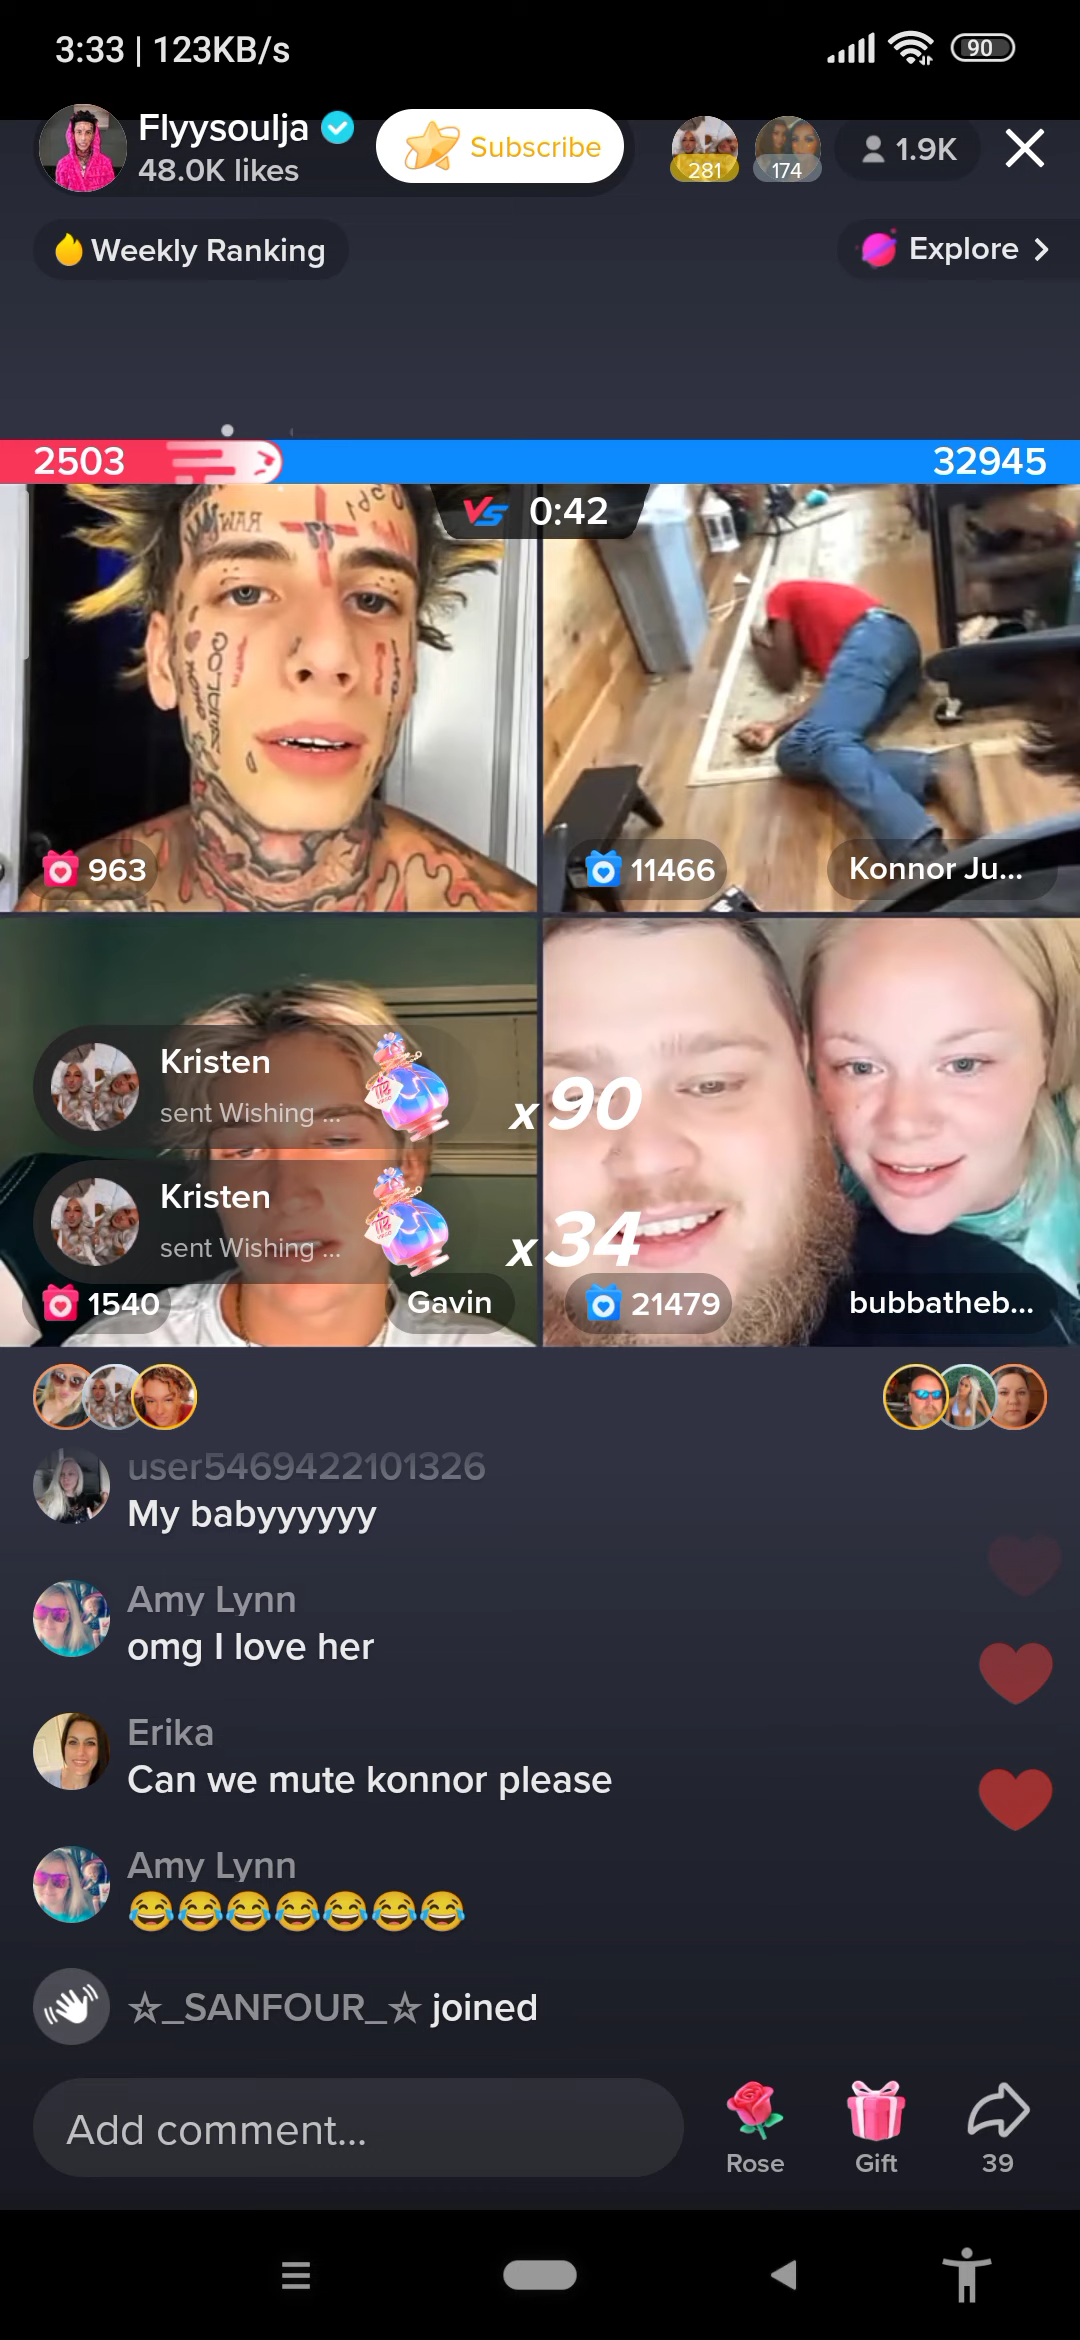 3:33 | 123KB/s
90
Flyysoulja
48.0K likes
Subscribe
281
174
1.9K
Weekly Ranking
Explore >
2503
32945
VS 0:42
963
11466
Konnor Ju...
Kristen
sent Wishing ...
x90
Kristen
sent Wishing ...
x34
1540
Gavin
21479
bubbatheb...
user5469422101326
My babyyyyyy
Amy Lynn
omg I love her
Erika
Can we mute konnor please
Amy Lynn
😂😂😂😂😂😂😂
☆_SANFOUR_☆ joined
Add comment...
Rose
Gift
39